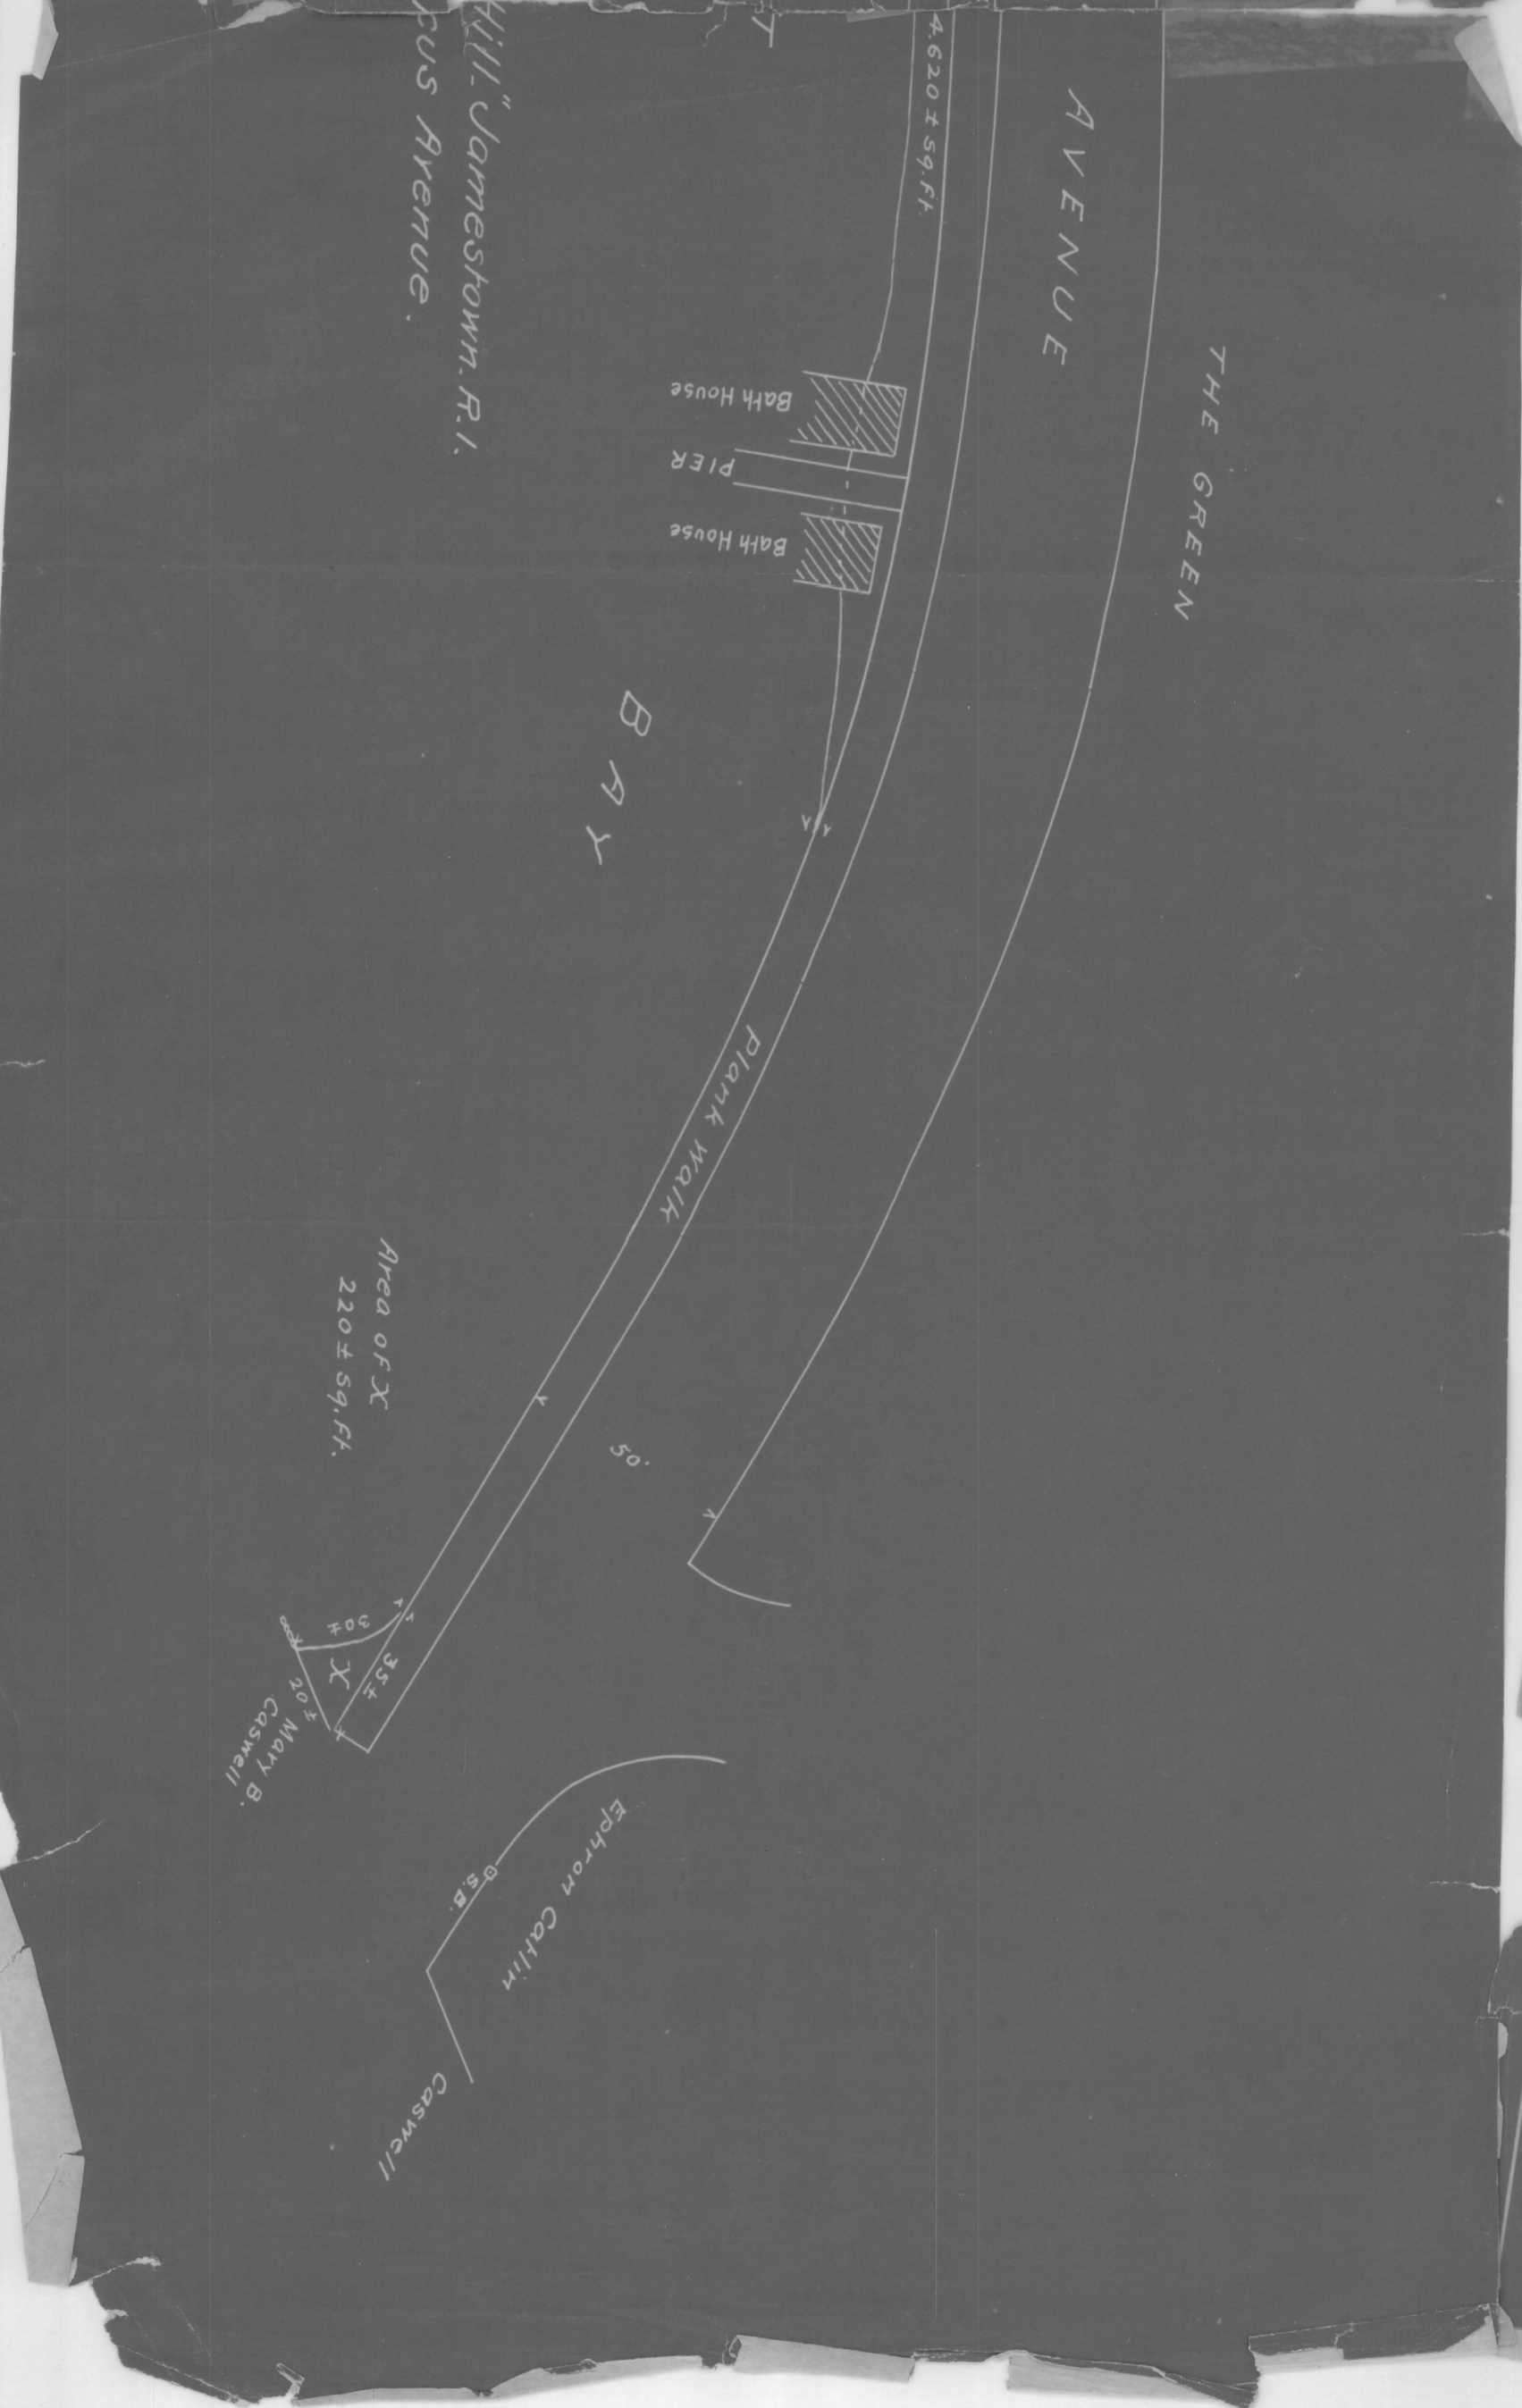 Hill." Jamestown. R.I.
cus Avenue.
4.620 ± Sq. Ft.
AVENUE
THE GREEN
Bath House
PIER
Bath House
BAY
Plank Walk
50.
Area of X
220 ± Sq. Ft.
30 ±
X
35 ±
20 ±
Mary B.
Caswell
S.B.
Ephron Catlin
Caswell